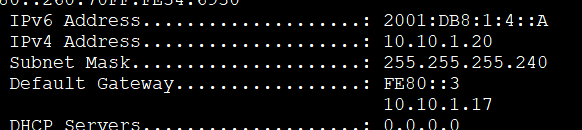 IPv6 Address....................: 2001:DB8:1:4::A
IPv4 Address....................: 10.10.1.20
Subnet Mask.....................: 255.255.255.240
Default Gateway.................: FE80::3
10.10.1.17
DHCP Servers....................: 0.0.0.0